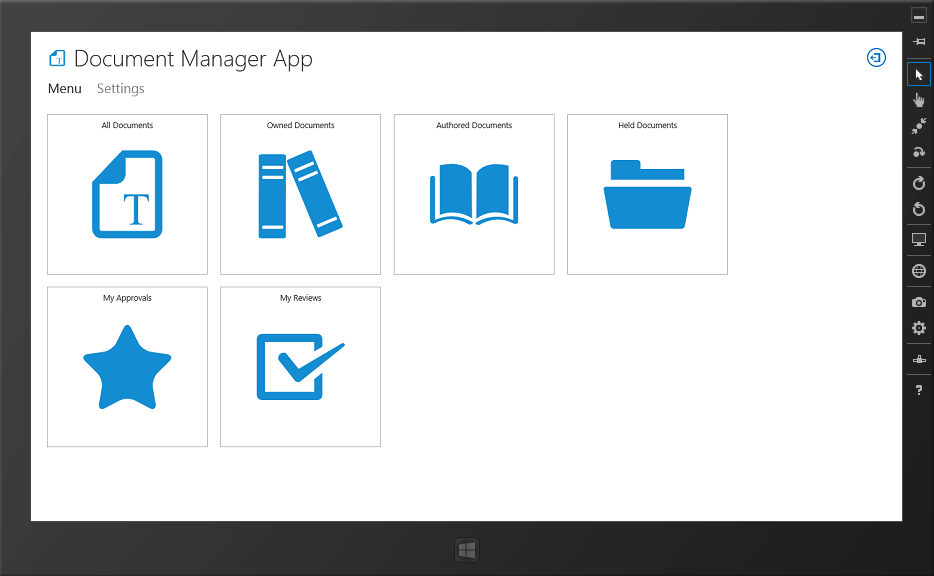 Document Manager App
Menu Settings
All Documents
Owned Documents
Authored Documents
Held Documents
T
My Approvals
My Reviews
?